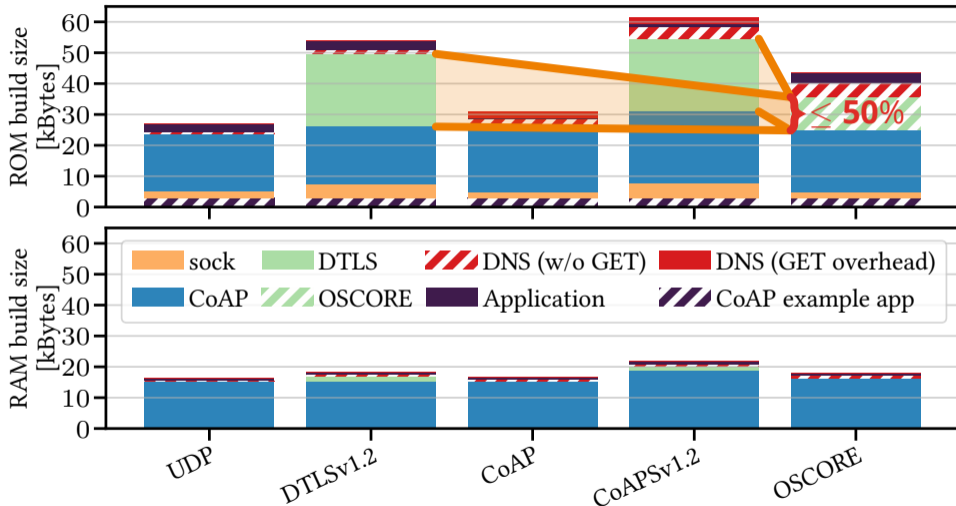 ROM build size
[kBytes]
60
50
40
30
20
10
0
≤ 50%
RAM build size
[kBytes]
60
50
40
30
20
10
0
sock
DTLS
DNS (w/o GET)
DNS (GET overhead)
CoAP
OSCORE
Application
CoAP example app
UDP
DTLSv1.2
CoAP
CoAPSv1.2
OSCORE